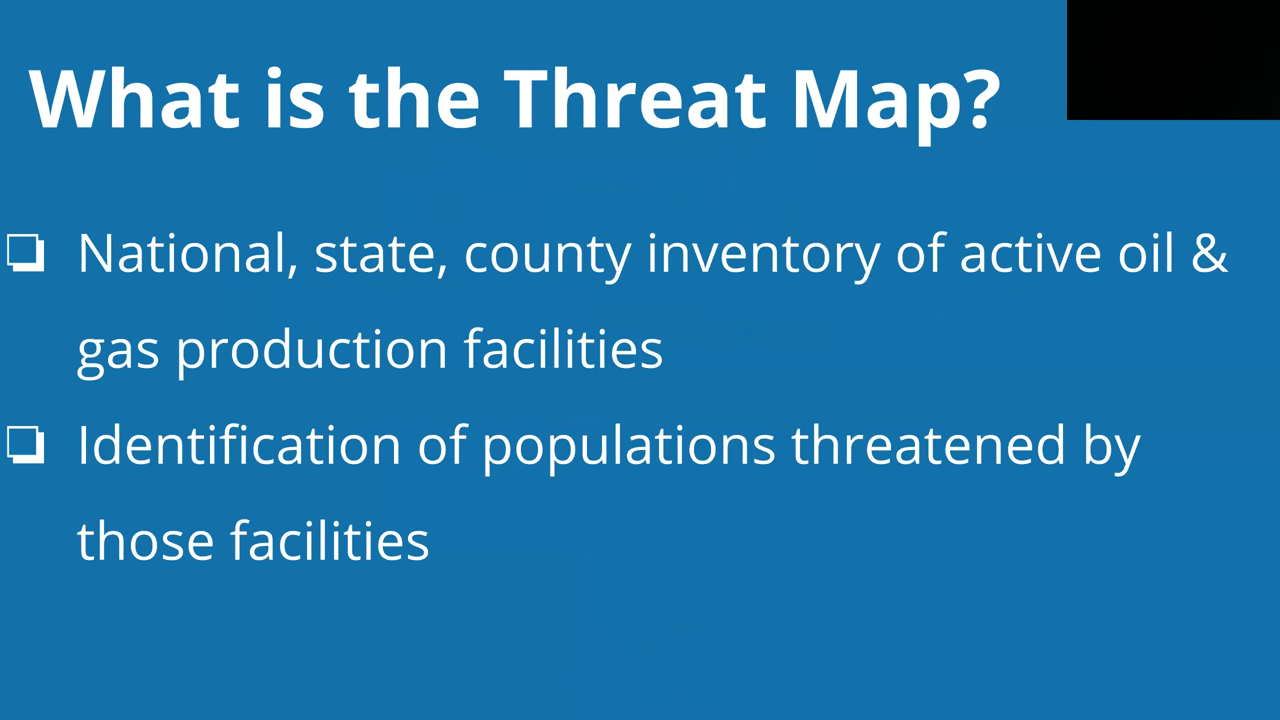 What is the Threat Map?
❏ National, state, county inventory of active oil &
gas production facilities
❏ Identification of populations threatened by
those facilities